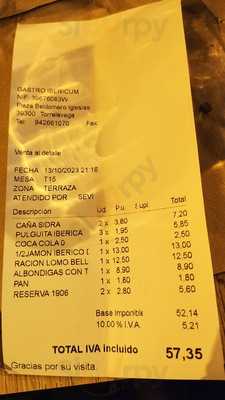 GASTRO IBERICUM
Plaza Baldomero Iglesias
39300 Torrelavega
Tel: 942661070 Fax:
Venta al detalle
FECHA 13/10/2023 21:16
MESA T15
ZONA TERRAZA
ATENDIDO POR SEVI
Descripción Ud. P.u. Supl. Total
CAÑA SIDRA 2 x 3,60 7,20
PULGUITA IBERICA 3 x 1,95 5,85
COCA COLA 0 1 x 2,50 2,50
1/2JAMON IBERICO D 1 x 13,00 13,00
RACION LOMO BELL 1 x 12,50 12,50
ALBONDIGAS CON T 1 x 8,90 8,90
PAN 1 x 1,80 1,80
RESERVA 1906 2 x 2,80 5,60
Base Imponible 52,14
10,00 % I.V.A. 5,21
TOTAL IVA incluido 57,35
Gracias por su visita.